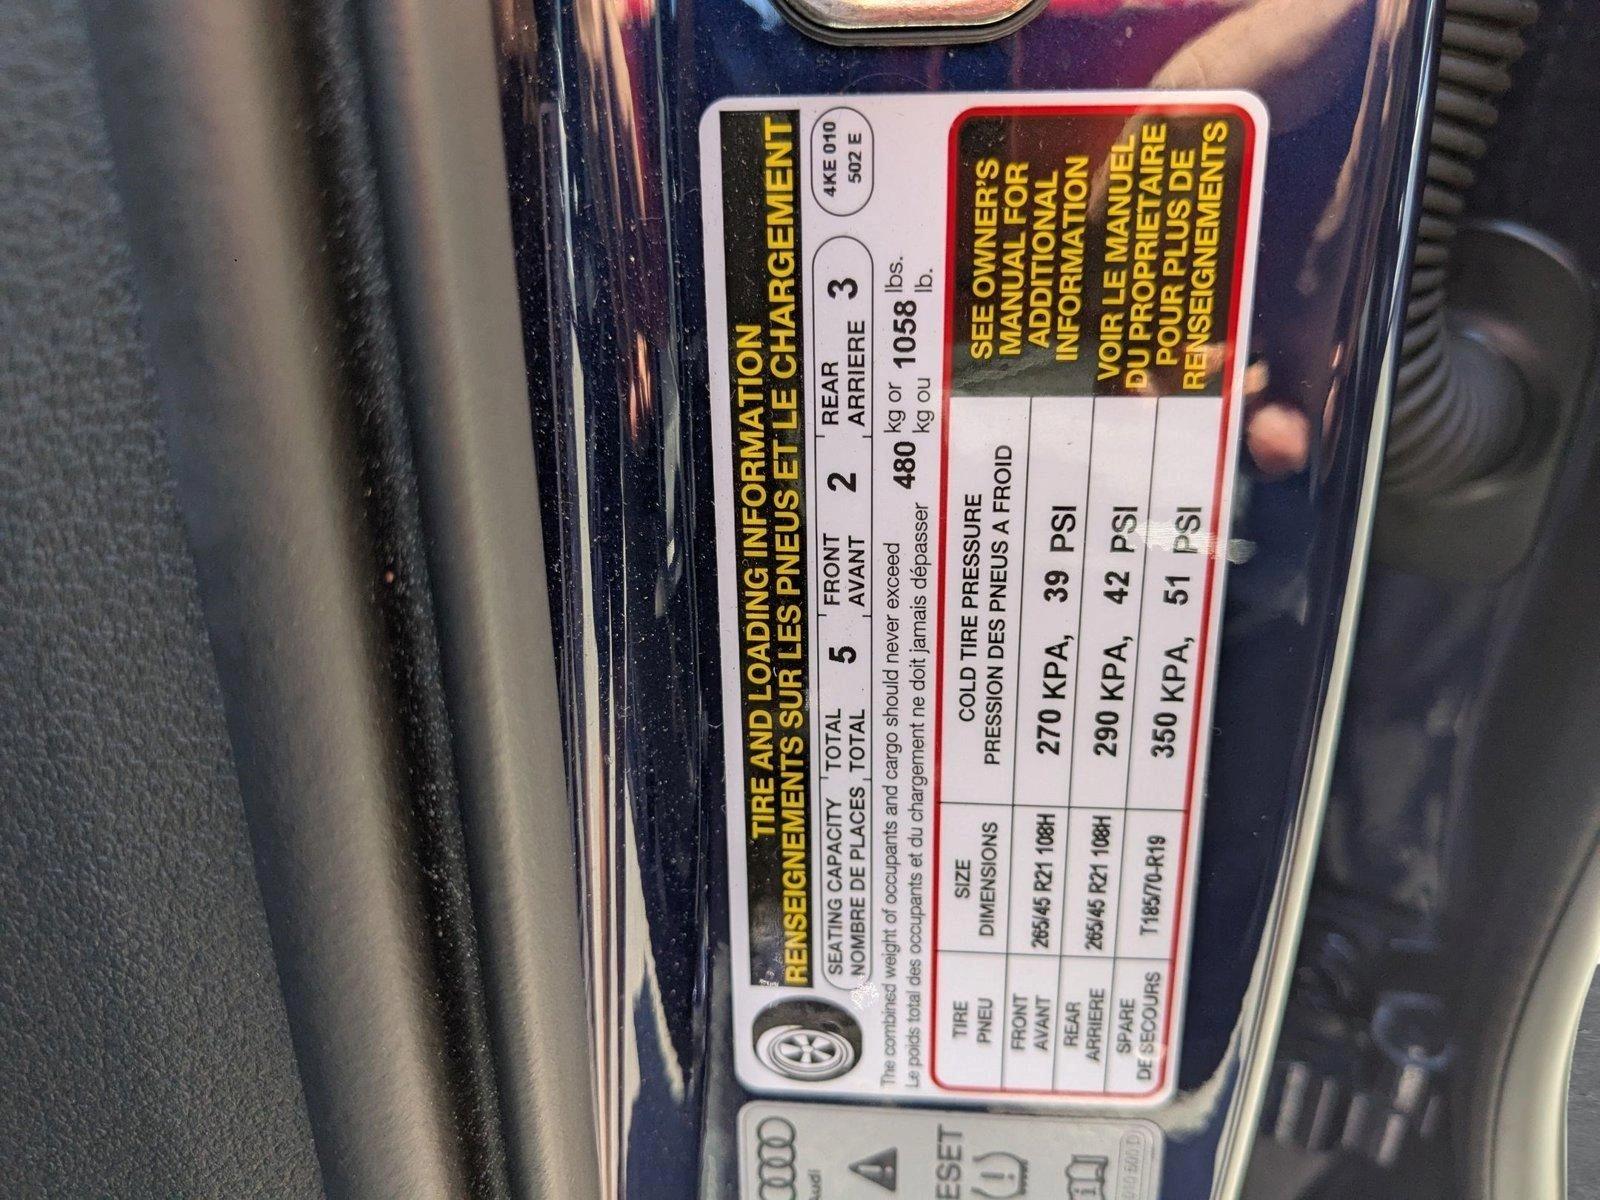 TIRE AND LOADING INFORMATION
RENSEIGNEMENTS SUR LES PNEUS ET LE CHARGEMENT
SEATING CAPACITY TOTAL 5 FRONT 2 REAR 3
NOMBRE DE PLACES TOTAL AVANT ARRIERE
4KE 010
502 E
The combined weight of occupants and cargo should never exceed 480 kg or 1058 lbs.
Le poids total des occupants et du chargement ne doit jamais dépasser kg ou lb.
TIRE SIZE COLD TIRE PRESSURE
PNEU DIMENSIONS PRESSION DES PNEUS A FROID
FRONT
AVANT 265/45 R21 108H 270 KPA, 39 PSI
REAR
ARRIERE 265/45 R21 108H 290 KPA, 42 PSI
SPARE
DE SECOURS T185/70-R19 350 KPA, 51 PSI
SEE OWNER'S
MANUAL FOR
ADDITIONAL
INFORMATION
VOIR LE MANUEL
DU PROPRIETAIRE
POUR PLUS DE
RENSEIGNEMENTS